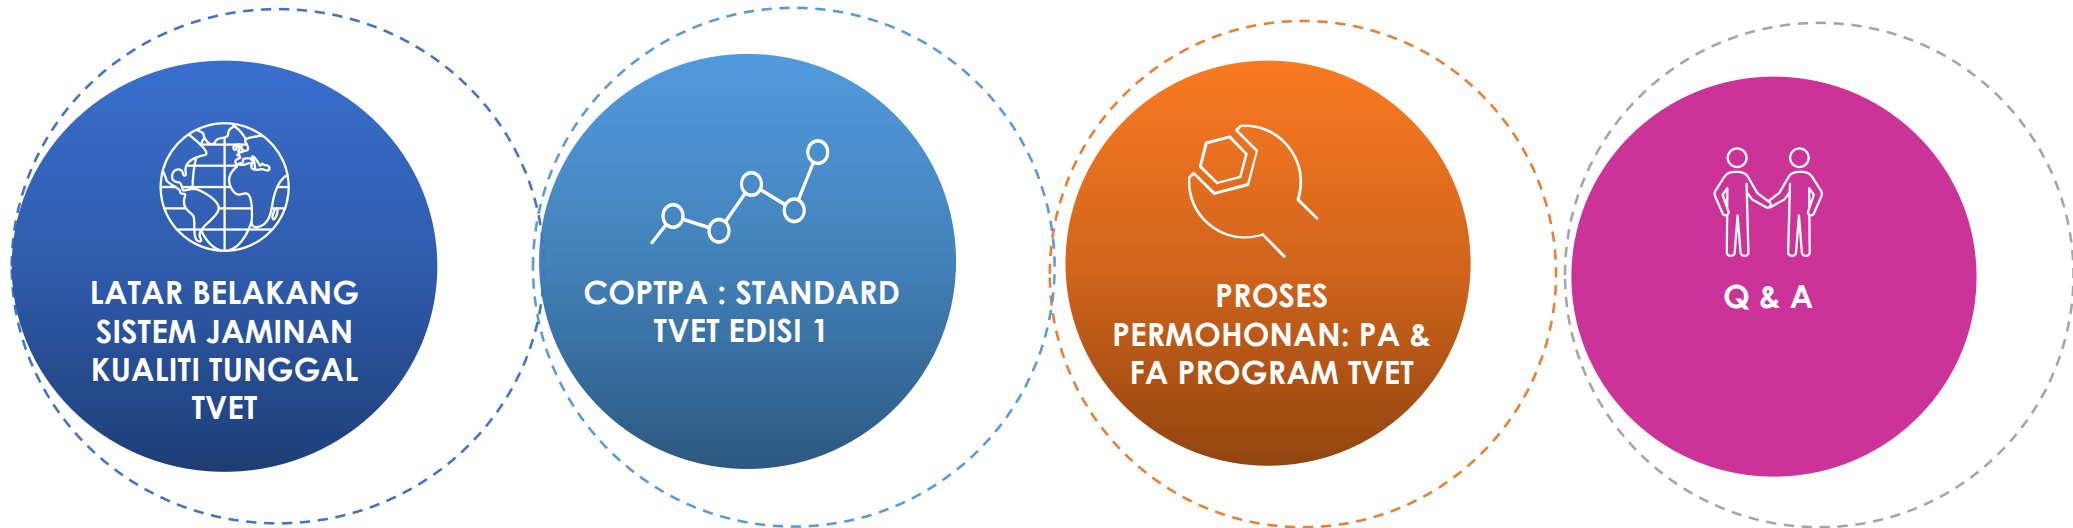 LATAR BELAKANG
SISTEM JAMINAN
KUALITI TUNGGAL
TVET
COPTPA : STANDARD
TVET EDISI 1
PROSES
PERMOHONAN: PA &
FA PROGRAM TVET
Q & A